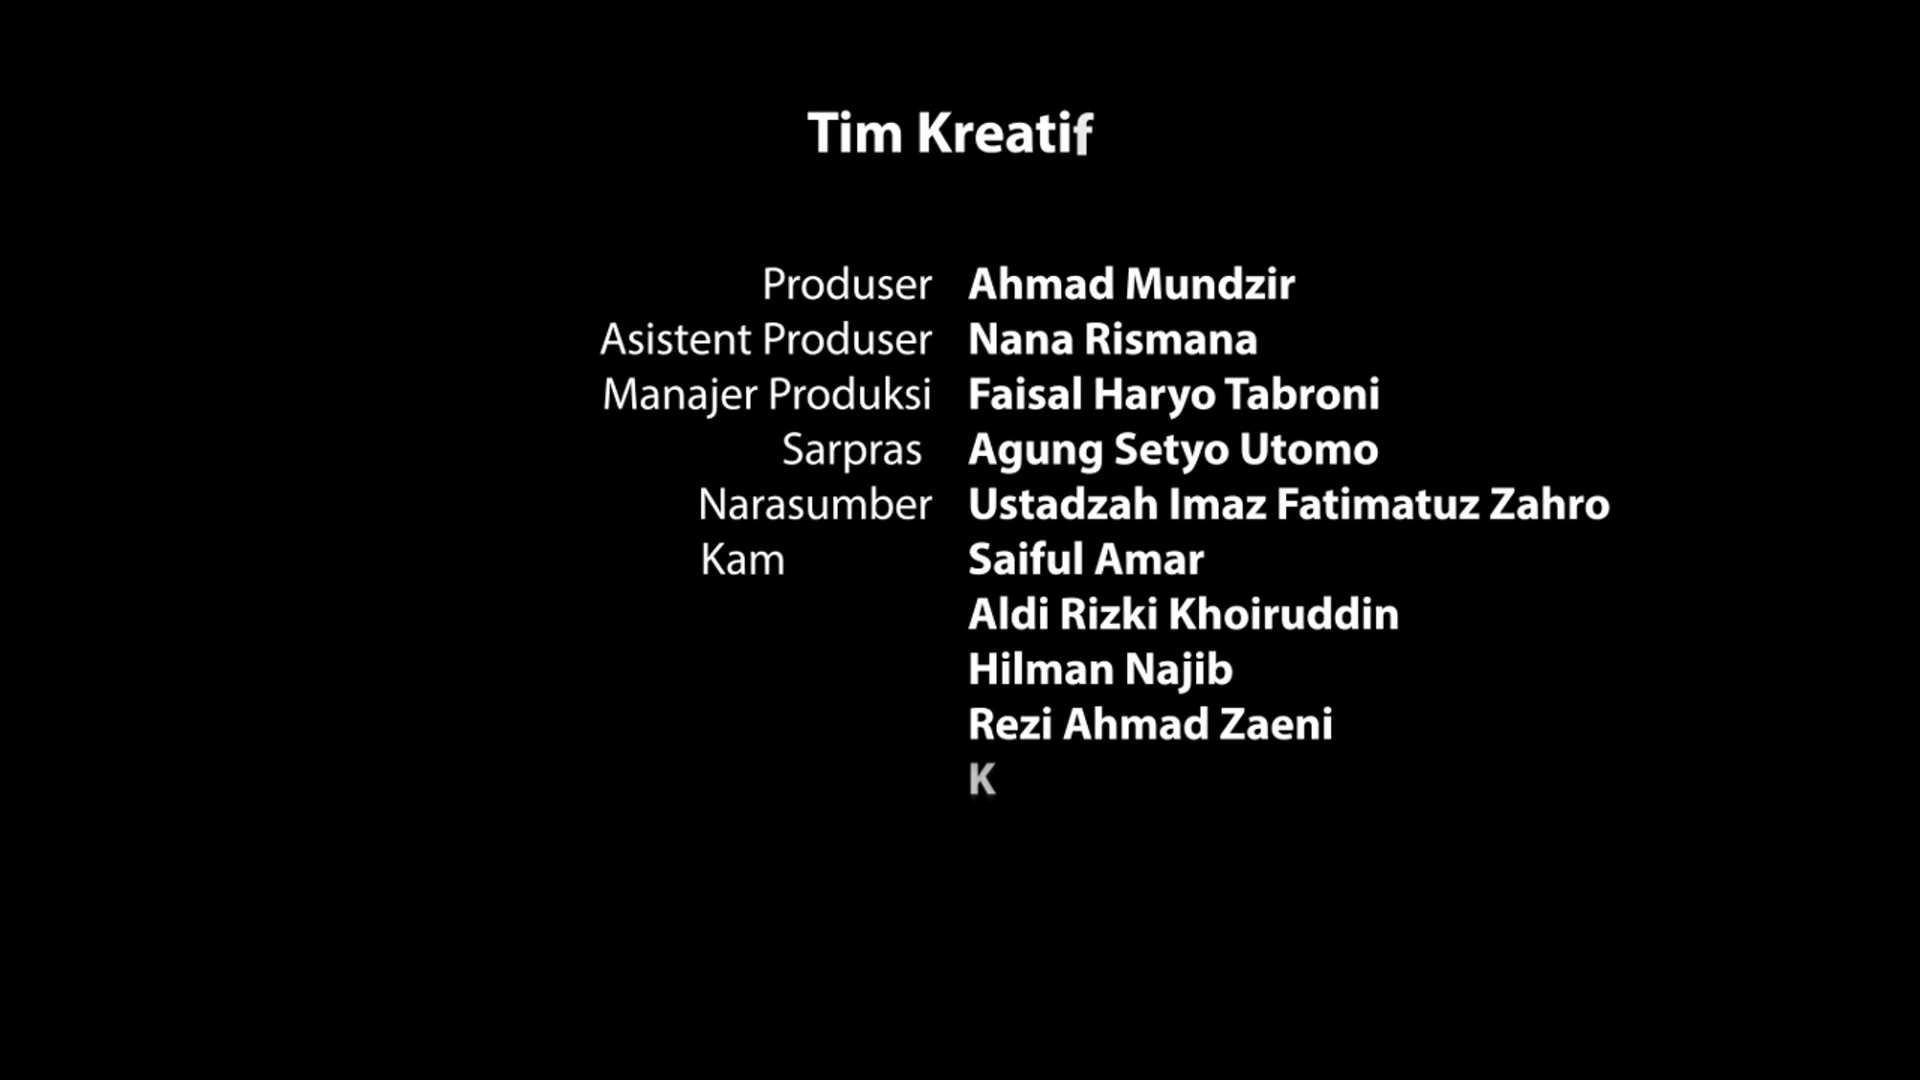 Tim Kreatif
Produser Ahmad Mundzir
Asistent Produser Nana Rismana
Manajer Produksi Faisal Haryo Tabroni
Sarpras Agung Setyo Utomo
Narasumber Ustadzah Imaz Fatimatuz Zahro
Kam Saiful Amar
Aldi Rizki Khoiruddin
Hilman Najib
Rezi Ahmad Zaeni
K